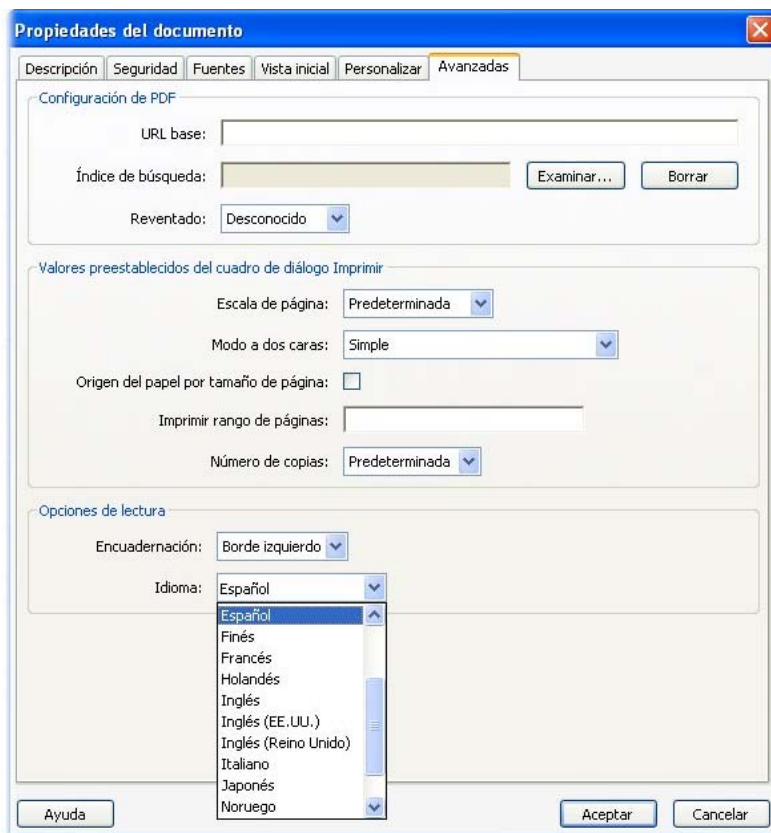 Propiedades del documento
Descripción Seguridad Fuentes Vista inicial Personalizar Avanzadas
Configuración de PDF
URL base:
Índice de búsqueda: Examinar... Borrar
Reventado: Desconocido
Valores preestablecidos del cuadro de diálogo Imprimir
Escala de página: Predeterminada
Modo a dos caras: Simple
Origen del papel por tamaño de página:
Imprimir rango de páginas:
Número de copias: Predeterminada
Opciones de lectura
Encuadernación: Borde izquierdo
Idioma: Español
Español
Finés
Francés
Holandés
Inglés
Inglés (EE.UU.)
Inglés (Reino Unido)
Italiano
Japonés
Noruego
Ayuda Aceptar Cancelar